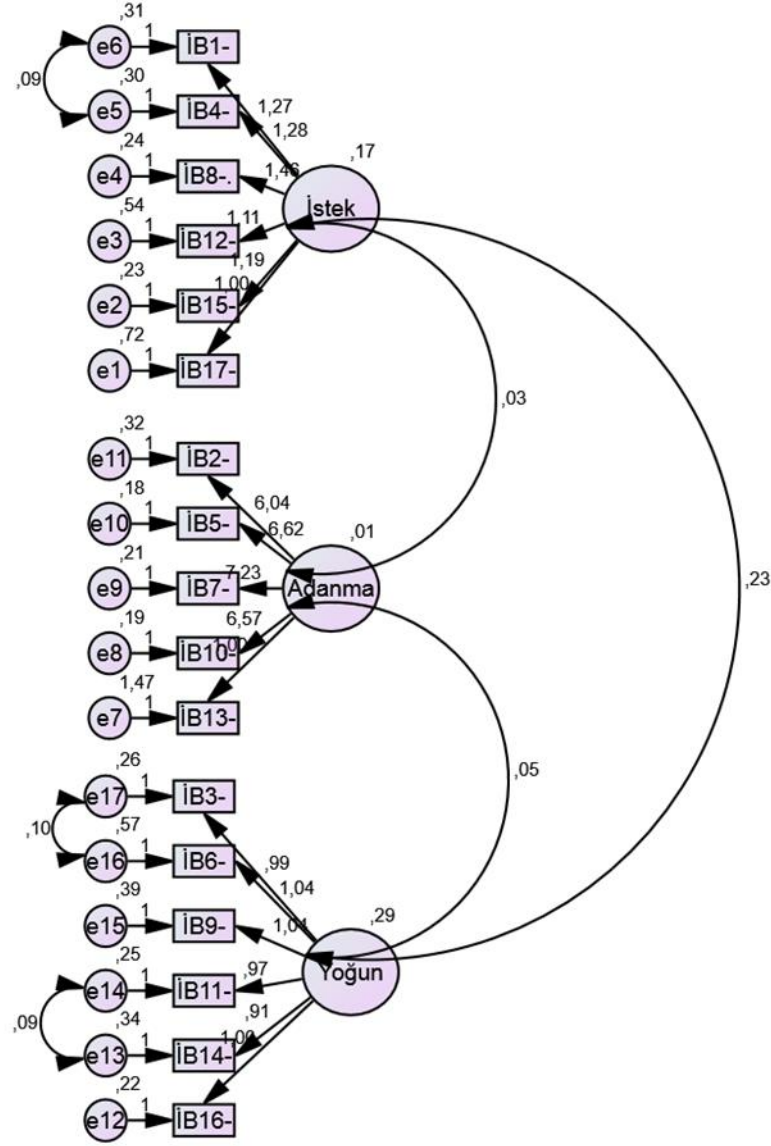 ,31
e6 1 İB1-
,09
,30
e5 1 İB4-
1,27
1,28
,24
e4 1 İB8-.
1,46
,17
İstek
,54
e3 1 İB12-
1,11
,23
e2 1 İB15-
1,19
1,00
,72
e1 1 İB17-
,03
,32
e11 1 İB2-
,18
e10 1 İB5-
6,04
6,62
,01
,21
e9 1 İB7-
7,23
Adanma
,23
,19
e8 1 İB10-
6,57
1,00
1,47
e7 1 İB13-
,26
e17 1 İB3-
,05
,10
,57
e16 1 İB6-
,99
1,04
,39
e15 1 İB9-
1,04
,29
Yoğun
,25
e14 1 İB11-
,97
,09
,34
e13 1 İB14-
,91
1,00
,22
e12 1 İB16-